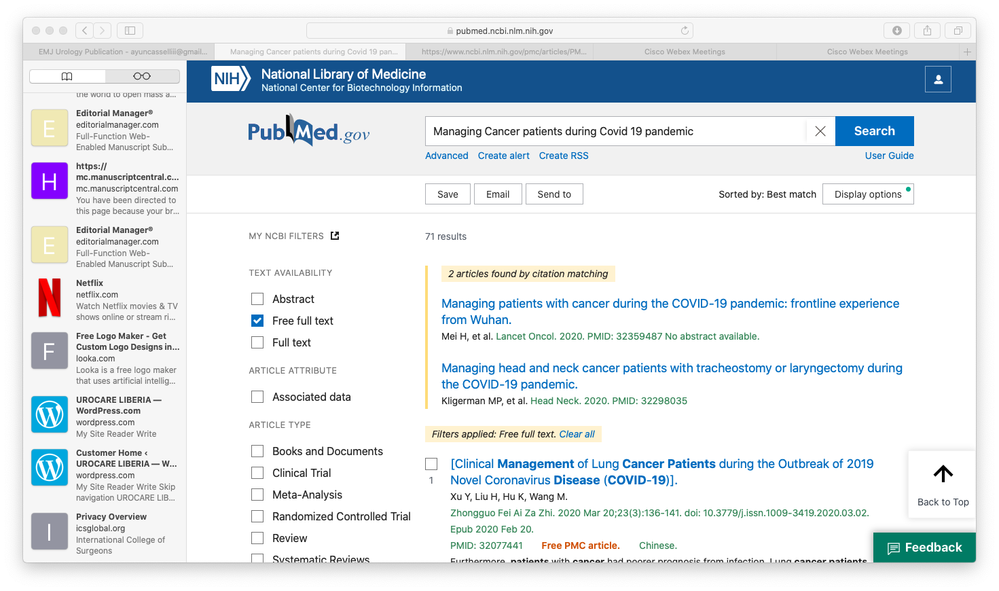 pubmed.ncbi.nlm.nih.gov
EMJ Urology Publication - ayuncasselliii@gmail...
Managing Cancer patients during Covid 19 pan...
https://www.ncbi.nlm.nih.gov/pmc/articles/PM...
Cisco Webex Meetings
Cisco Webex Meetings
the world to open mass a...
E
Editorial Manager®
editorialmanager.com
Full-Function Web-
Enabled Manuscript Sub...
H
https://
mc.manuscriptcentral.c...
mc.manuscriptcentral.com
You have been directed to
this page because your br...
E
Editorial Manager®
editorialmanager.com
Full-Function Web-
Enabled Manuscript Sub...
N
Netflix
netflix.com
Watch Netflix movies & TV
shows online or stream ri...
F
Free Logo Maker - Get
Custom Logo Designs in...
looka.com
Looka is a free logo maker
that uses artificial intellig...
UROCARE LIBERIA —
WordPress.com
wordpress.com
My Site Reader Write
Customer Home ‹
UROCARE LIBERIA — W...
wordpress.com
My Site Reader Write Skip
navigation UROCARE LIB...
I
Privacy Overview
icsglobal.org
International College of
Surgeons
NIH
National Library of Medicine
National Center for Biotechnology Information
PubMed.gov
Managing Cancer patients during Covid 19 pandemic
Search
Advanced Create alert Create RSS
User Guide
Save
Email
Send to
Sorted by: Best match
Display options
MY NCBI FILTERS
TEXT AVAILABILITY
Abstract
Free full text
Full text
ARTICLE ATTRIBUTE
Associated data
ARTICLE TYPE
Books and Documents
Clinical Trial
Meta-Analysis
Randomized Controlled Trial
Review
Systematic Reviews
71 results
2 articles found by citation matching
Managing patients with cancer during the COVID-19 pandemic: frontline experience
from Wuhan.
Mei H, et al. Lancet Oncol. 2020. PMID: 32359487 No abstract available.
Managing head and neck cancer patients with tracheostomy or laryngectomy during
the COVID-19 pandemic.
Kligerman MP, et al. Head Neck. 2020. PMID: 32298035
Filters applied: Free full text. Clear all
[Clinical Management of Lung Cancer Patients during the Outbreak of 2019
1
Novel Coronavirus Disease (COVID-19)].
Xu Y, Liu H, Hu K, Wang M.
Zhongguo Fei Ai Za Zhi. 2020 Mar 20;23(3):136-141. doi: 10.3779/j.issn.1009-3419.2020.03.02.
Epub 2020 Feb 20.
PMID: 32077441 Free PMC article. Chinese.
Furthermore, patients with cancer had poorer prognosis from infection. Lung cancer patients
Back to Top
Feedback